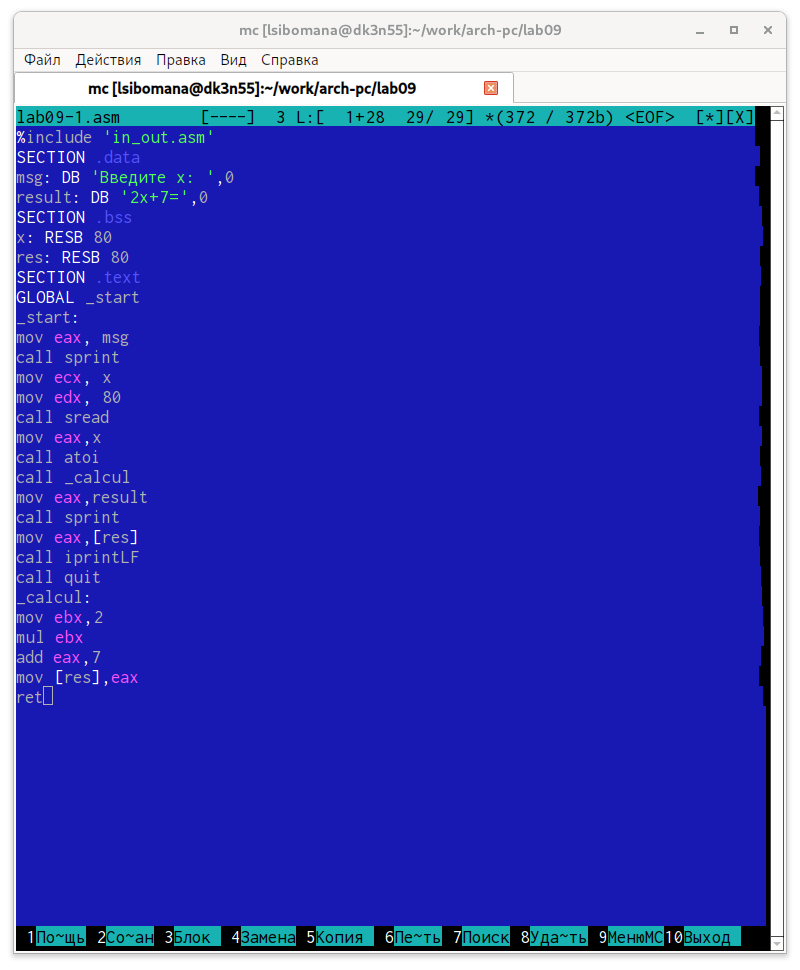 mc [lsibomana@dk3n55]:~/work/arch-pc/lab09
Файл Действия Правка Вид Справка
mc [lsibomana@dk3n55]:~/work/arch-pc/lab09
lab09-1.asm [----] 3 L:[ 1+28 29/ 29] *(372 / 372b) <EOF> [*][X]
%include 'in_out.asm'
SECTION .data
msg: DB 'Введите x: ',0
result: DB '2x+7=',0
SECTION .bss
x: RESB 80
res: RESB 80
SECTION .text
GLOBAL _start
_start:
mov eax, msg
call sprint
mov ecx, x
mov edx, 80
call sread
mov eax,x
call atoi
call _calcul
mov eax,result
call sprint
mov eax,[res]
call iprintLF
call quit
_calcul:
mov ebx,2
mul ebx
add eax,7
mov [res],eax
ret
1По~щь 2Со~ан 3Блок 4Замена 5Копия 6Пе~ть 7Поиск 8Уда~ть 9МенюMC 10Выход